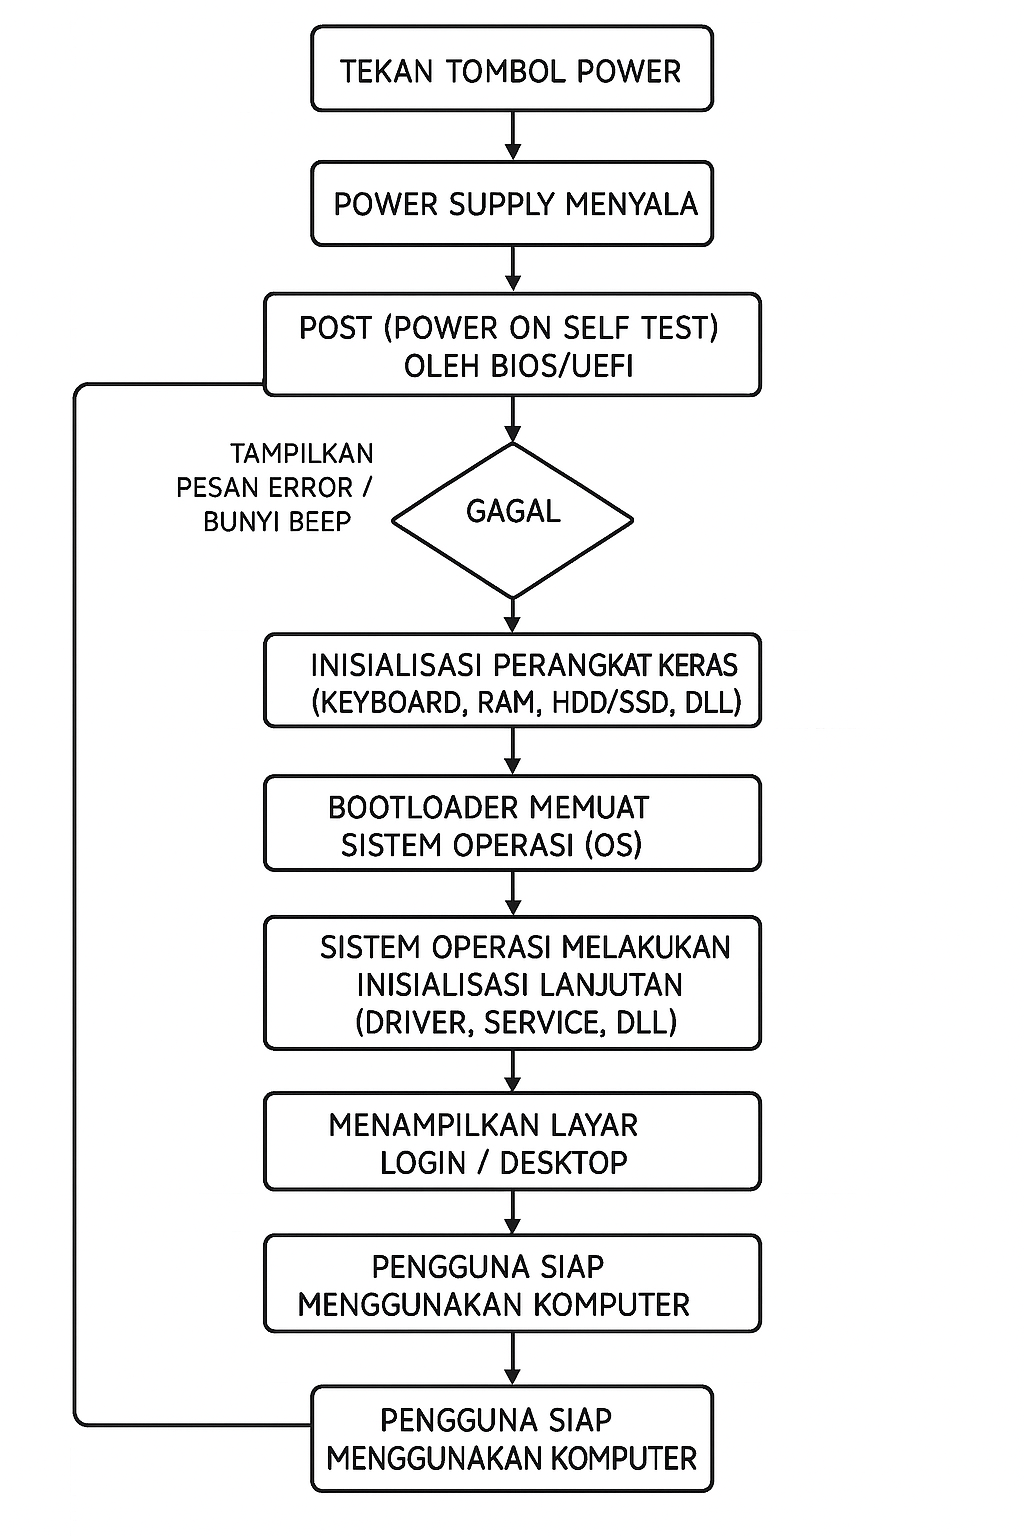 TEKAN TOMBOL POWER
POWER SUPPLY MENYALA
POST (POWER ON SELF TEST)
OLEH BIOS/UEFI
TAMPILKAN
PESAN ERROR /
BUNYI BEEP
GAGAL
INISIALISASI PERANGKAT KERAS
(KEYBOARD, RAM, HDD/SSD, DLL)
BOOTLOADER MEMUAT
SISTEM OPERASI (OS)
SISTEM OPERASI MELAKUKAN
INISIALISASI LANJUTAN
(DRIVER, SERVICE, DLL)
MENAMPILKAN LAYAR
LOGIN / DESKTOP
PENGGUNA SIAP
MENGGUNAKAN KOMPUTER
PENGGUNA SIAP
MENGGUNAKAN KOMPUTER